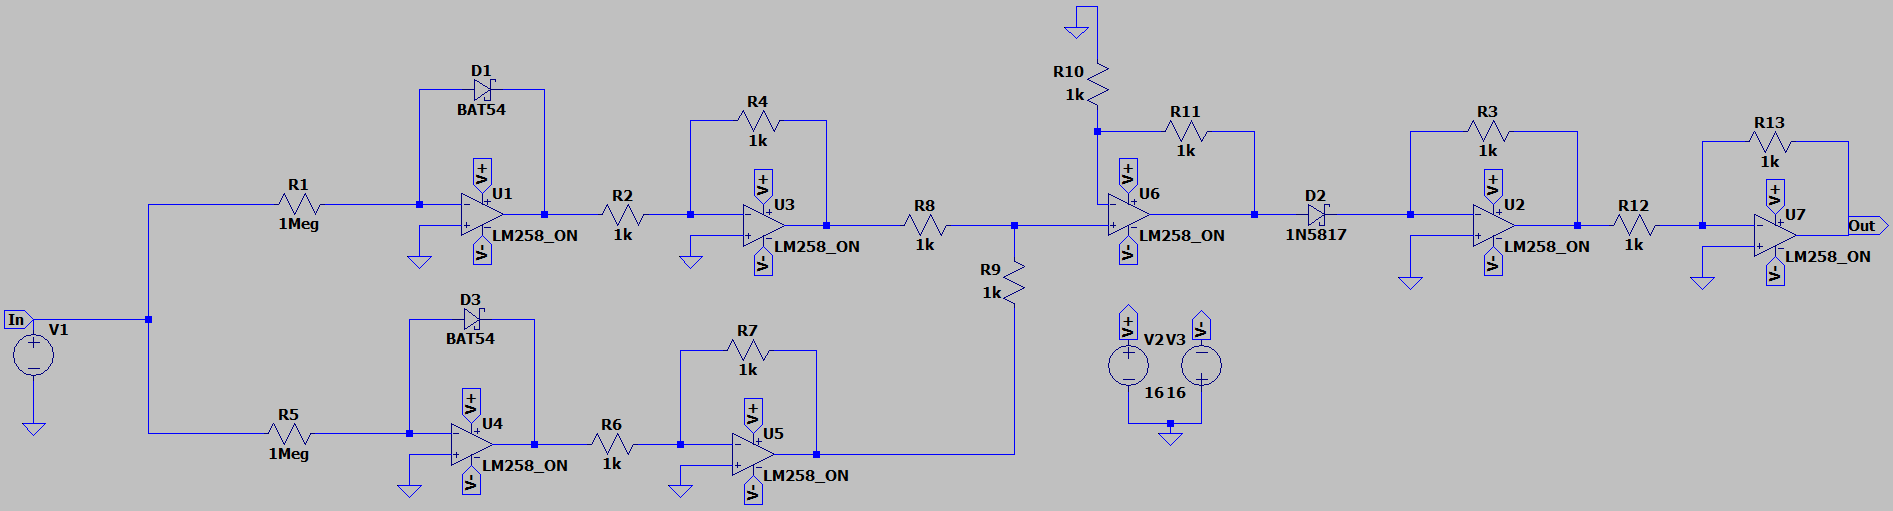 D1
BAT54
R1
1Meg
V+
U1
V-
LM258_ON
R2
1k
R4
1k
V+
U3
V-
LM258_ON
R8
1k
R9
1k
R10
1k
R11
1k
V+
U6
V-
LM258_ON
D2
1N5817
R3
1k
V+
U2
V-
LM258_ON
R12
1k
R13
1k
V+
U7
V-
LM258_ON
Out
In
V1
D3
BAT54
R5
1Meg
V+
U4
V-
LM258_ON
R6
1k
R7
1k
V+
U5
V-
LM258_ON
V+
V2
16
V-
V3
16